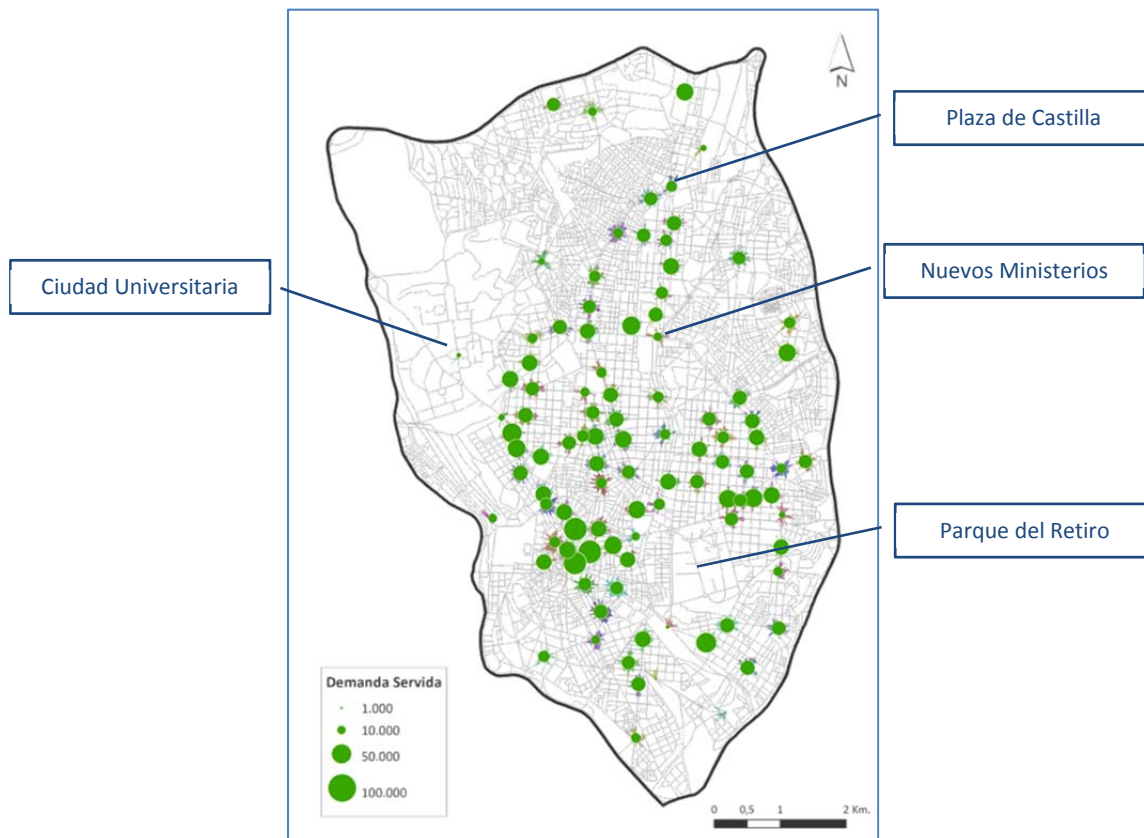 N
Plaza de Castilla
Nuevos Ministerios
Ciudad Universitaria
Parque del Retiro
Demanda Servida
1.000
10.000
50.000
100.000
0 0,5 1 2 Km.